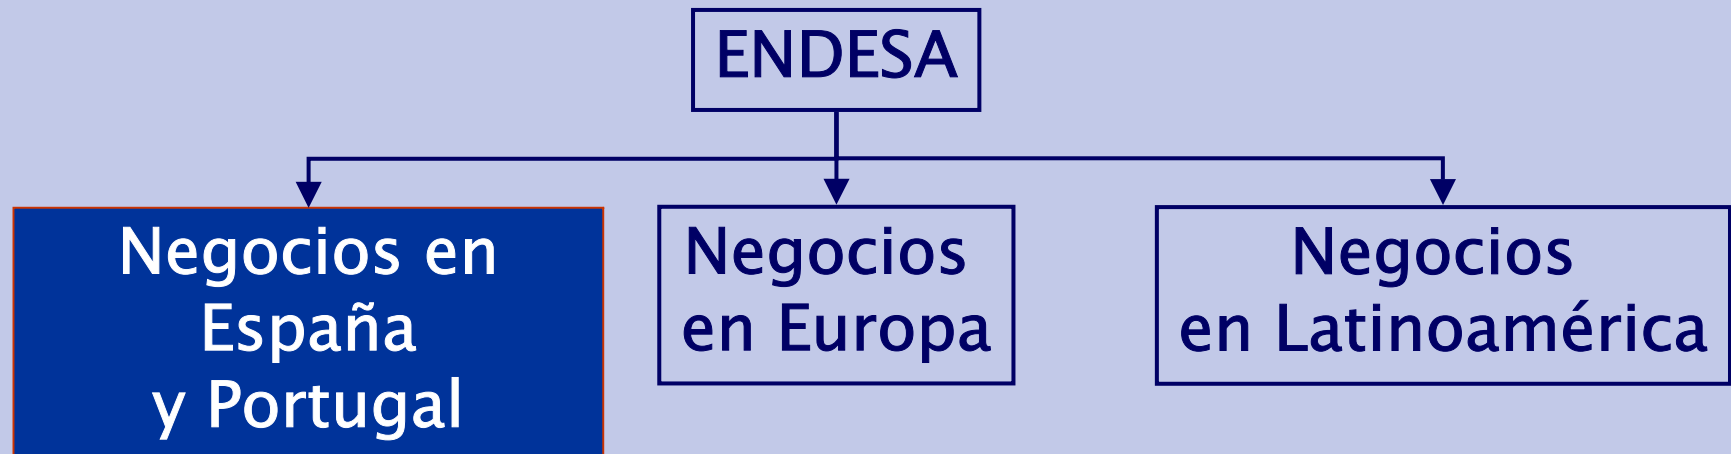 ENDESA
Negocios en
España
y Portugal
Negocios
en Europa
Negocios
en Latinoamérica